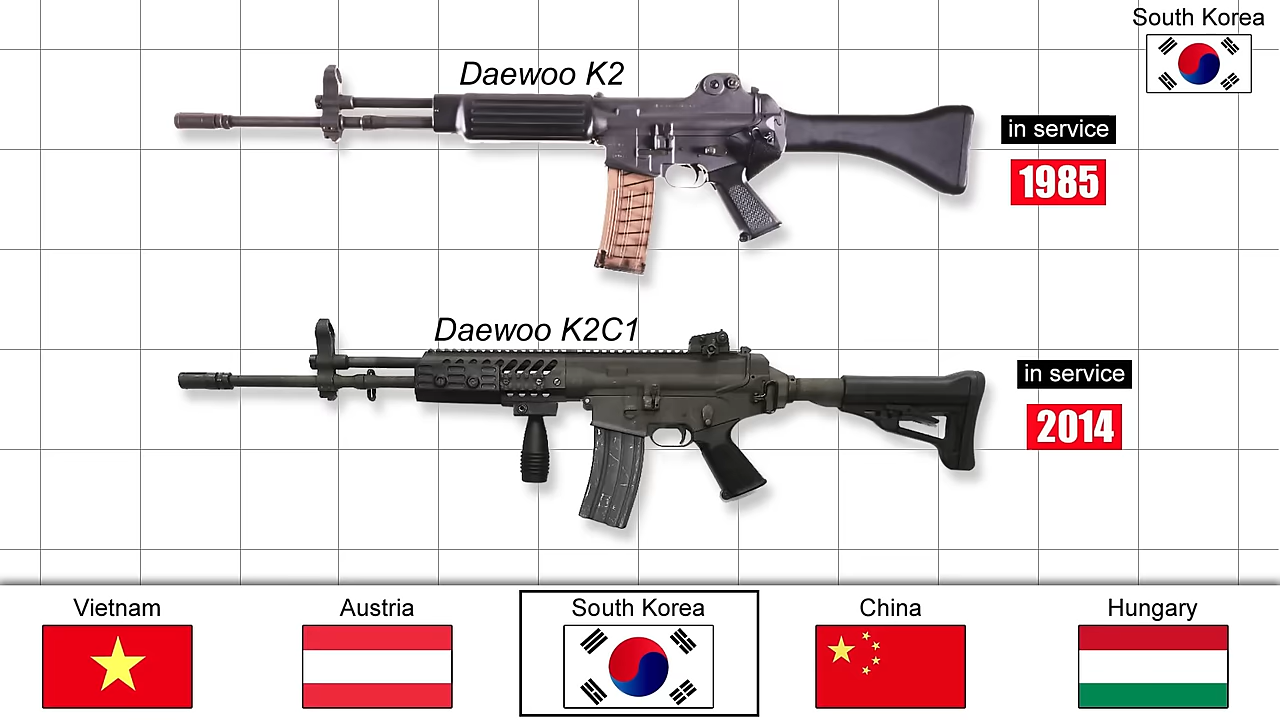 South Korea
Daewoo K2
in service
1985
Daewoo K2C1
in service
2014
Vietnam
Austria
South Korea
China
Hungary